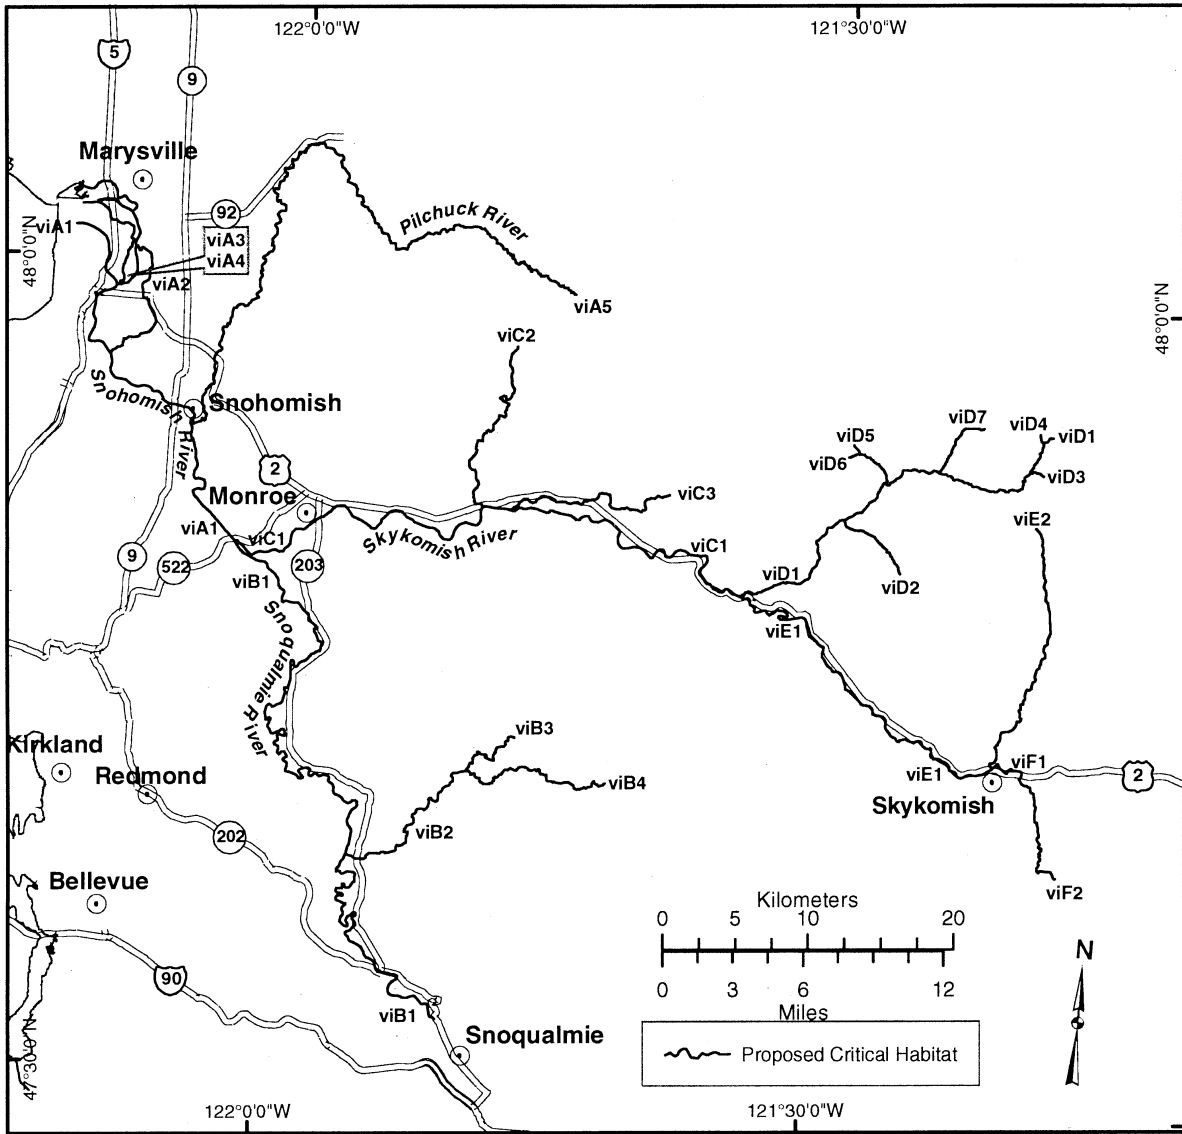 122°0'0"W
121°30'0"W
5
9
Marysville
92
Pilchuck River
viA1
viA3
viA4
48°0'0"N
viA2
viA5
48°0'0"N
viC2
Snohomish River
Snohomish
viD7
viD4
viD5
viD1
viD6
2
viD3
Monroe
viC3
viE2
viA1
viC1
Skykomish River
viC1
9
522
203
viB1
viD1
viD2
viE1
Snoqualmie River
viB3
Kirkland
Redmond
viB4
viE1
viF1
2
Skykomish
202
viB2
Bellevue
viF2
Kilometers
0 5 10 20
90
0 3 6 12
Miles
N
viB1
Snoqualmie
Proposed Critical Habitat
47°30'0"N
122°0'0"W
121°30'0"W